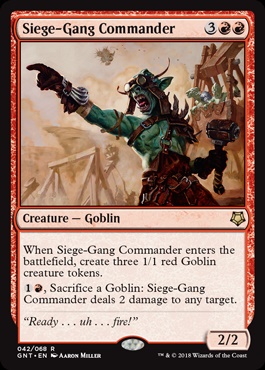 Siege-Gang Commander 3
Creature — Goblin
When Siege-Gang Commander enters the
battlefield, create three 1/1 red Goblin
creature tokens.
1, Sacrifice a Goblin: Siege-Gang
Commander deals 2 damage to any target.
“Ready . . . uh . . . fire!”
2/2
042/068 R
GNT • EN Aaron Miller
™ & © 2018 Wizards of the Coast